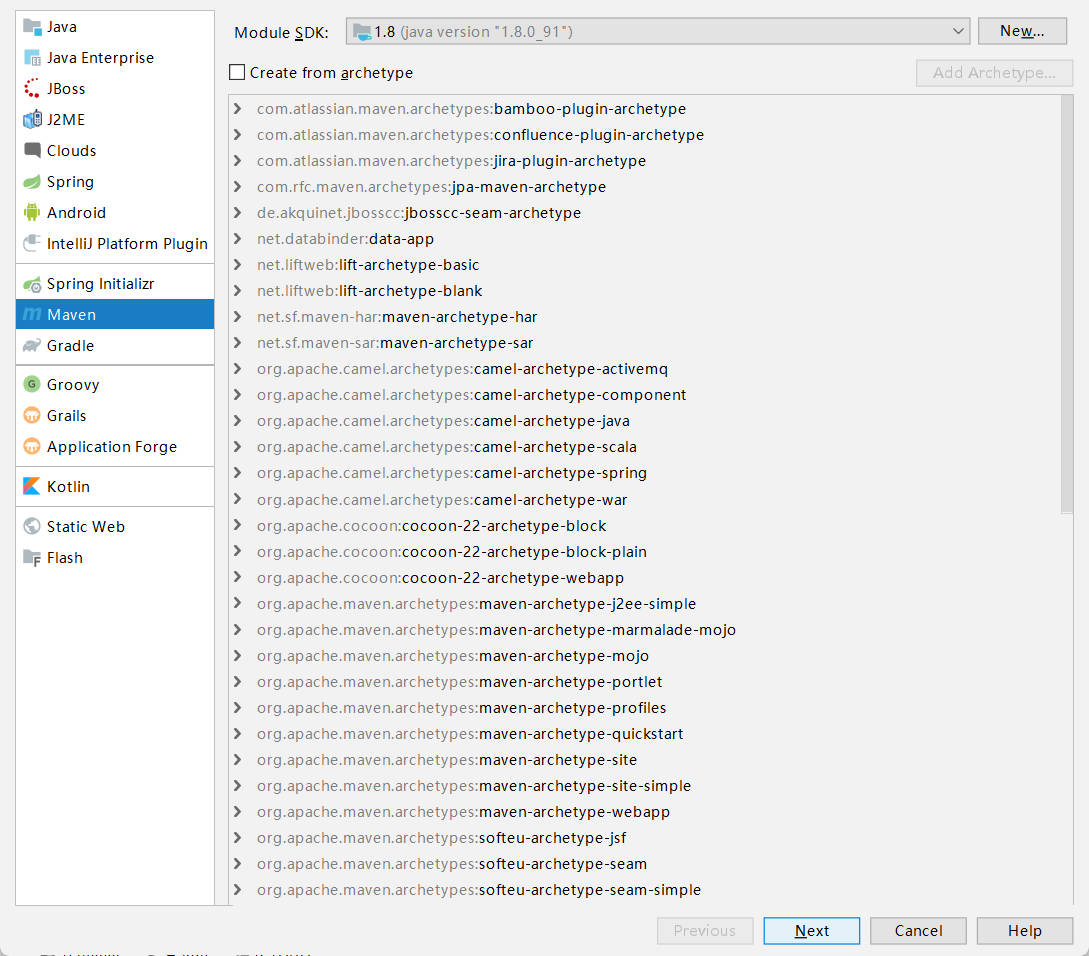 Java
Java Enterprise
JBoss
J2ME
Clouds
Spring
Android
IntelliJ Platform Plugin
Spring Initializr
Maven
Gradle
Groovy
Grails
Application Forge
Kotlin
Static Web
Flash
Module SDK: 1.8 (java version "1.8.0_91") New...
Create from archetype Add Archetype...
com.atlassian.maven.archetypes:bamboo-plugin-archetype
com.atlassian.maven.archetypes:confluence-plugin-archetype
com.atlassian.maven.archetypes:jira-plugin-archetype
com.rfc.maven.archetypes:jpa-maven-archetype
de.akquinet.jbosscc:jbosscc-seam-archetype
net.databinder:data-app
net.liftweb:lift-archetype-basic
net.liftweb:lift-archetype-blank
net.sf.maven-har:maven-archetype-har
net.sf.maven-sar:maven-archetype-sar
org.apache.camel.archetypes:camel-archetype-activemq
org.apache.camel.archetypes:camel-archetype-component
org.apache.camel.archetypes:camel-archetype-java
org.apache.camel.archetypes:camel-archetype-scala
org.apache.camel.archetypes:camel-archetype-spring
org.apache.camel.archetypes:camel-archetype-war
org.apache.cocoon:cocoon-22-archetype-block
org.apache.cocoon:cocoon-22-archetype-block-plain
org.apache.cocoon:cocoon-22-archetype-webapp
org.apache.maven.archetypes:maven-archetype-j2ee-simple
org.apache.maven.archetypes:maven-archetype-marmalade-mojo
org.apache.maven.archetypes:maven-archetype-mojo
org.apache.maven.archetypes:maven-archetype-portlet
org.apache.maven.archetypes:maven-archetype-profiles
org.apache.maven.archetypes:maven-archetype-quickstart
org.apache.maven.archetypes:maven-archetype-site
org.apache.maven.archetypes:maven-archetype-site-simple
org.apache.maven.archetypes:maven-archetype-webapp
org.apache.maven.archetypes:softeu-archetype-jsf
org.apache.maven.archetypes:softeu-archetype-seam
org.apache.maven.archetypes:softeu-archetype-seam-simple
Previous Next Cancel Help